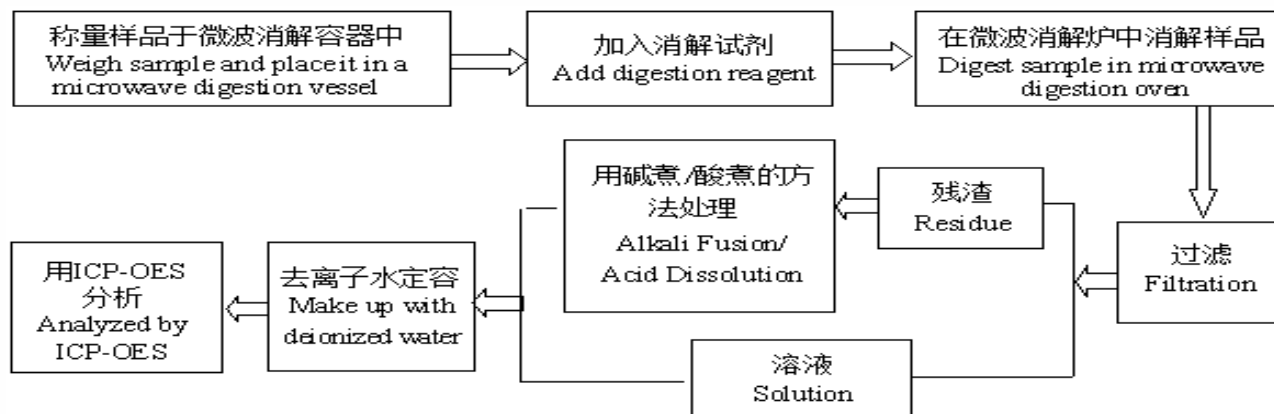 称量样品于微波消解容器中
Weigh sample and place it in a
microwave digestion vessel
加入消解试剂
Add digestion reagent
在微波消解炉中消解样品
Digest sample in microwave
digestion oven
过滤
Filtration
残渣
Residue
用碱煮/酸煮的方
法处理
Alkali Fusion/
Acid Dissolution
溶液
Solution
去离子水定容
Make up with
deionized water
用ICP-OES
分析
Analyzed by
ICP-OES